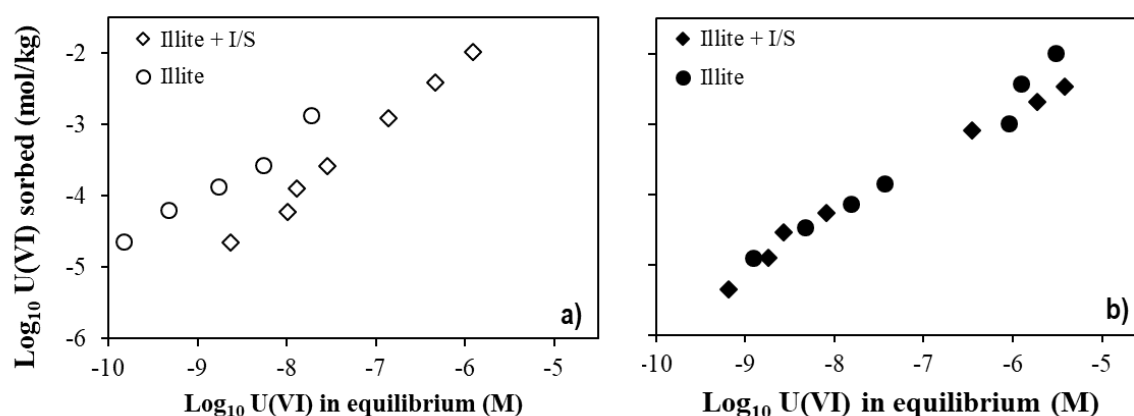 Log₁₀ U(VI) sorbed (mol/kg)
-2
-3
-4
-5
-6
Illite + I/S
Illite
a)
-10 -9 -8 -7 -6 -5
Log₁₀ U(VI) in equilibrium (M)
Illite + I/S
Illite
b)
-10 -9 -8 -7 -6 -5
Log₁₀ U(VI) in equilibrium (M)